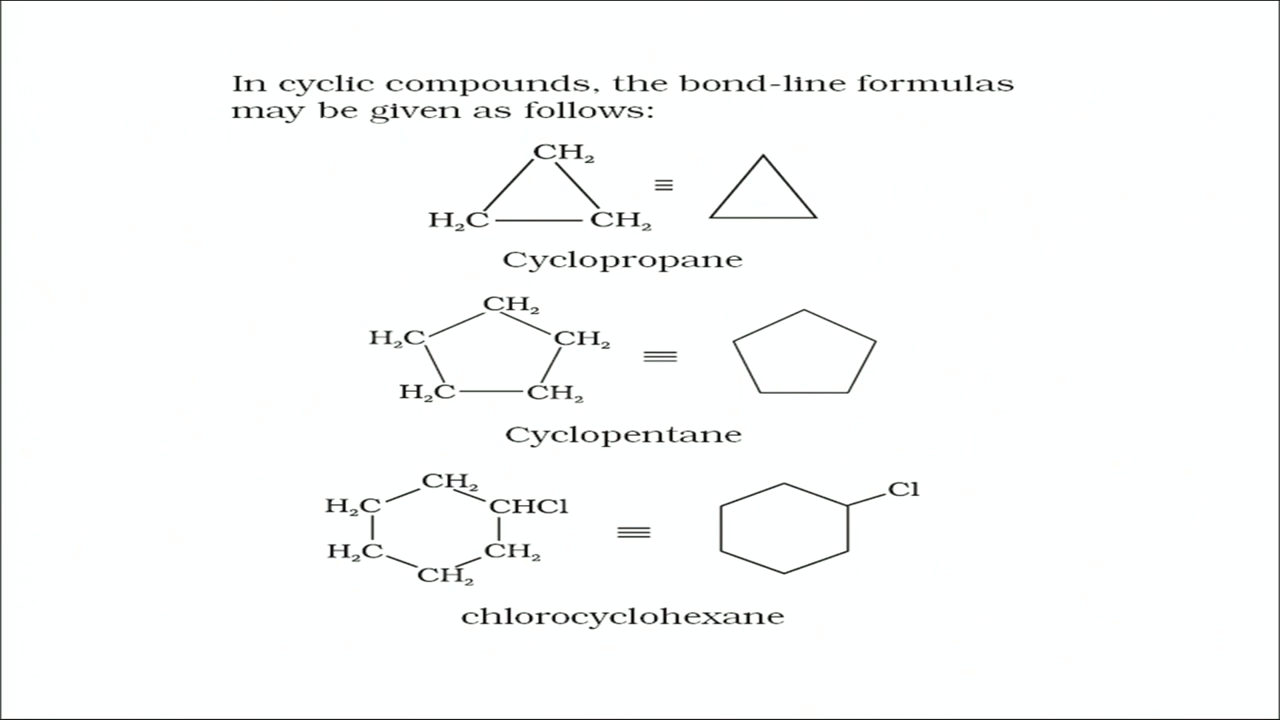 In cyclic compounds, the bond-line formulas
may be given as follows:
CH₂
≡
H₂C
CH₂
Cyclopropane
CH₂
H₂C
CH₂
≡
H₂C
CH₂
Cyclopentane
CH₂
H₂C
CHCl
Cl
≡
H₂C
CH₂
CH₂
chlorocyclohexane